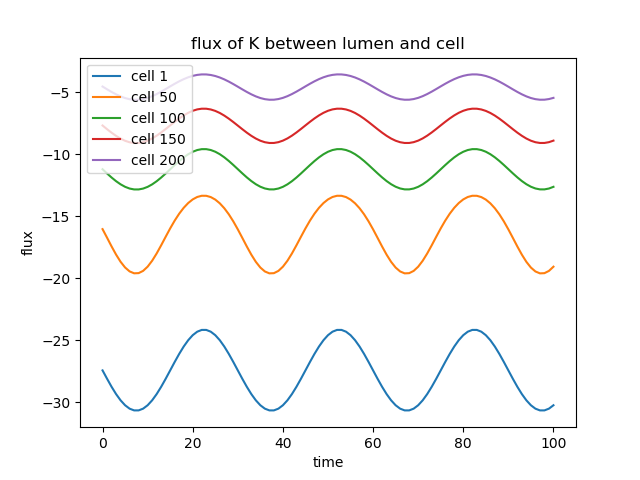 flux of K between lumen and cell
cell 1
cell 50
cell 100
cell 150
cell 200
−5
−10
−15
−20
−25
−30
flux
0 20 40 60 80 100
time